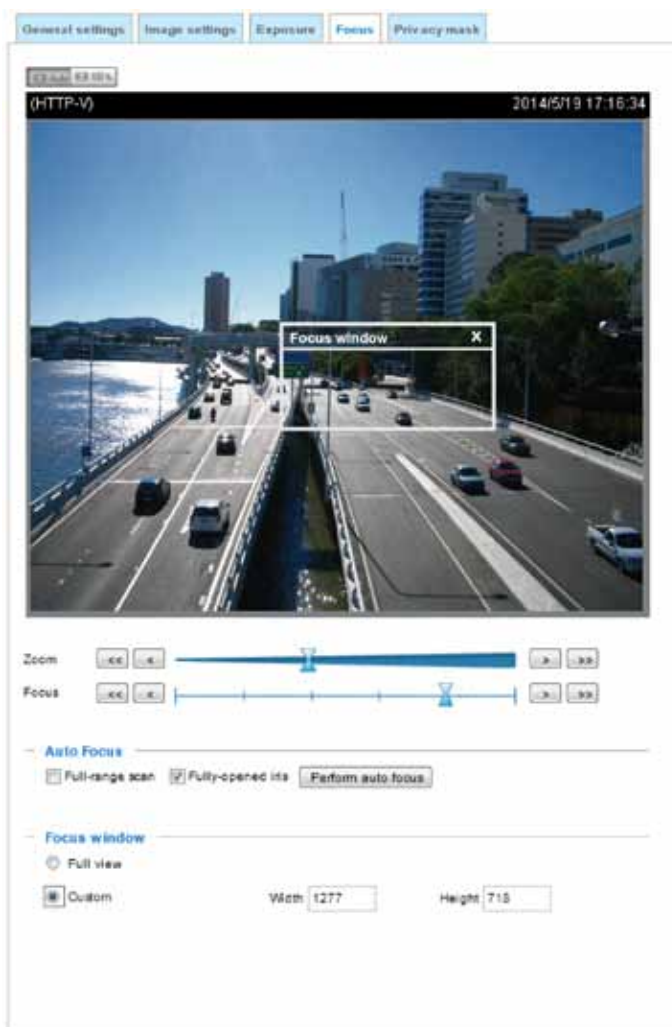 General settings Image settings Exposure Focus Privacy mask
(HTTP-V) 2014/5/19 17:16:34
Focus window X
Zoom << < > >>
Focus << < > >>
Auto Focus
Full-range scan Fully-opened iris Perform auto focus
Focus window
Full view
Custom Width 1277 Height 718